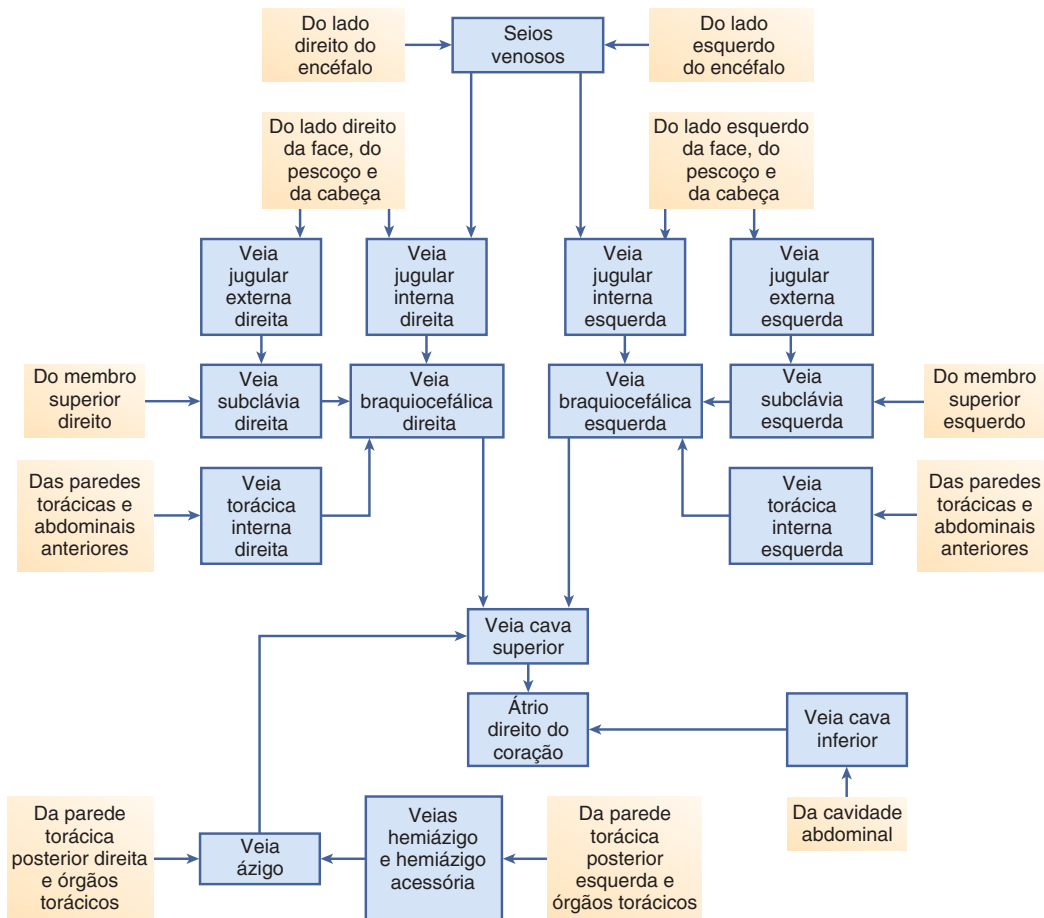 Do lado
direito do
encéfalo
Seios
venosos
Do lado
esquerdo
do encéfalo
Do lado direito
da face, do
pescoço e
da cabeça
Do lado esquerdo
da face, do
pescoço e
da cabeça
Veia
jugular
externa
direita
Veia
jugular
interna
direita
Veia
jugular
interna
esquerda
Veia
jugular
externa
esquerda
Do membro
superior
direito
Veia
subclávia
direita
Veia
braquiocefálica
direita
Veia
braquiocefálica
esquerda
Veia
subclávia
esquerda
Do membro
superior
esquerdo
Das paredes
torácicas e
abdominais
anteriores
Veia
torácica
interna
direita
Veia
torácica
interna
esquerda
Das paredes
torácicas e
abdominais
anteriores
Veia cava
superior
Átrio
direito do
coração
Veia cava
inferior
Da parede
torácica
posterior direita
e órgãos
torácicos
Veia
ázigo
Veias
hemiázigo
e hemiázigo
acessória
Da parede
torácica
posterior
esquerda e
órgãos torácicos
Da cavidade
abdominal